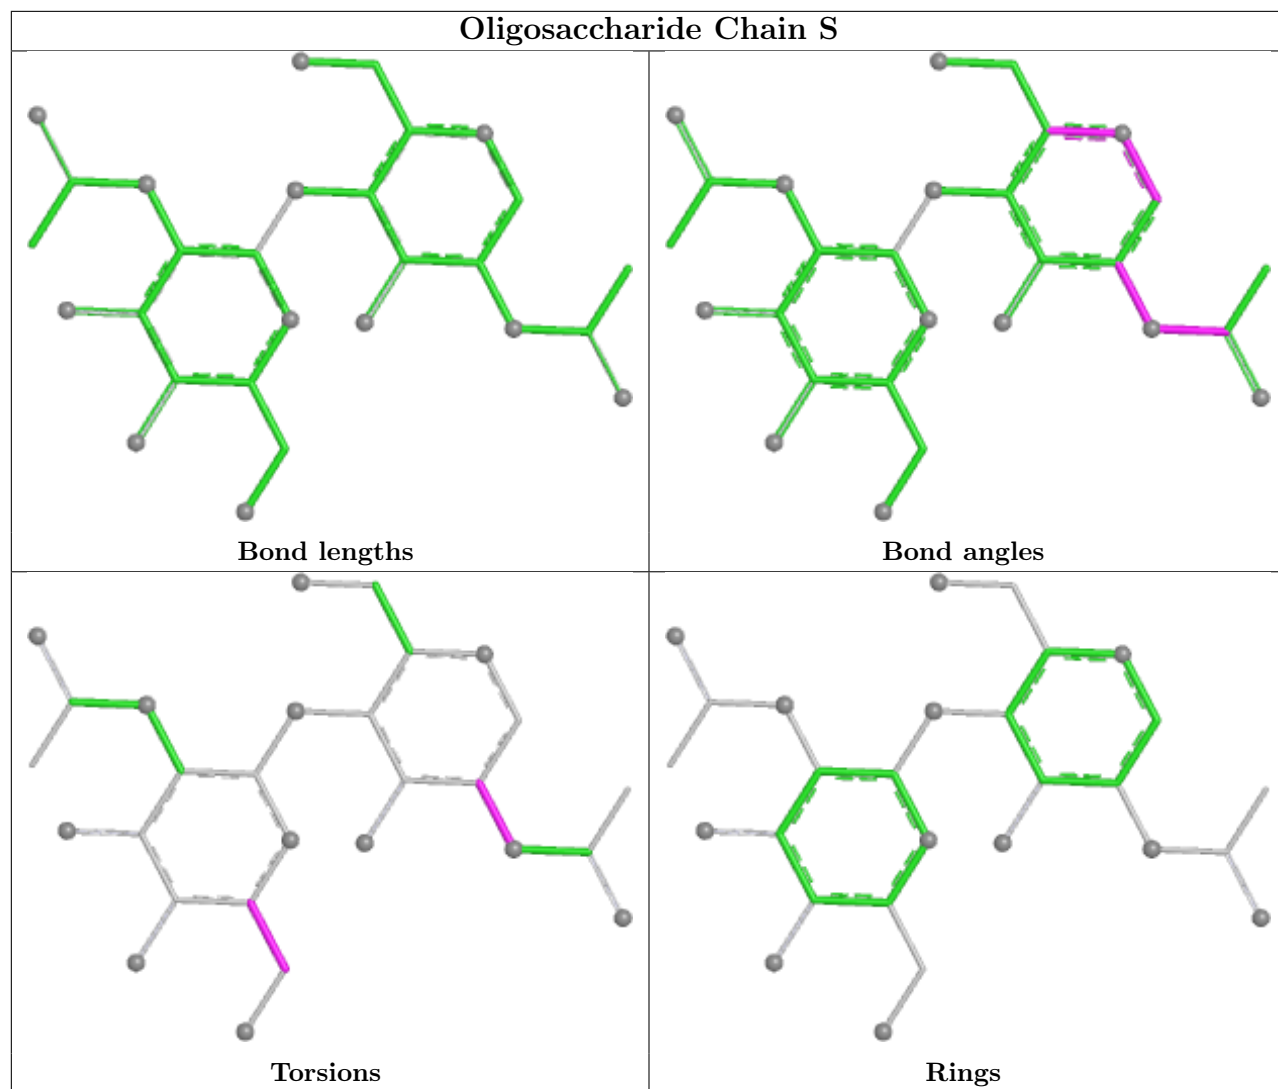 Oligosaccharide Chain S
Bond lengths
Bond angles
Torsions
Rings